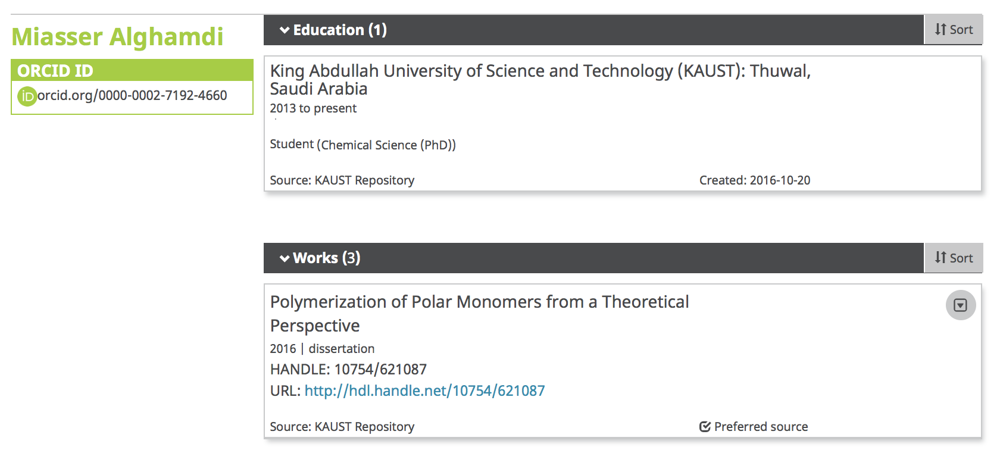 Miasser Alghamdi
ORCID ID
iD orcid.org/0000-0002-7192-4660
Education (1)
Sort
King Abdullah University of Science and Technology (KAUST): Thuwal,
Saudi Arabia
2013 to present
Student (Chemical Science (PhD))
Source: KAUST Repository
Created: 2016-10-20
Works (3)
Sort
Polymerization of Polar Monomers from a Theoretical
Perspective
2016 | dissertation
HANDLE: 10754/621087
URL: http://hdl.handle.net/10754/621087
Source: KAUST Repository
Preferred source